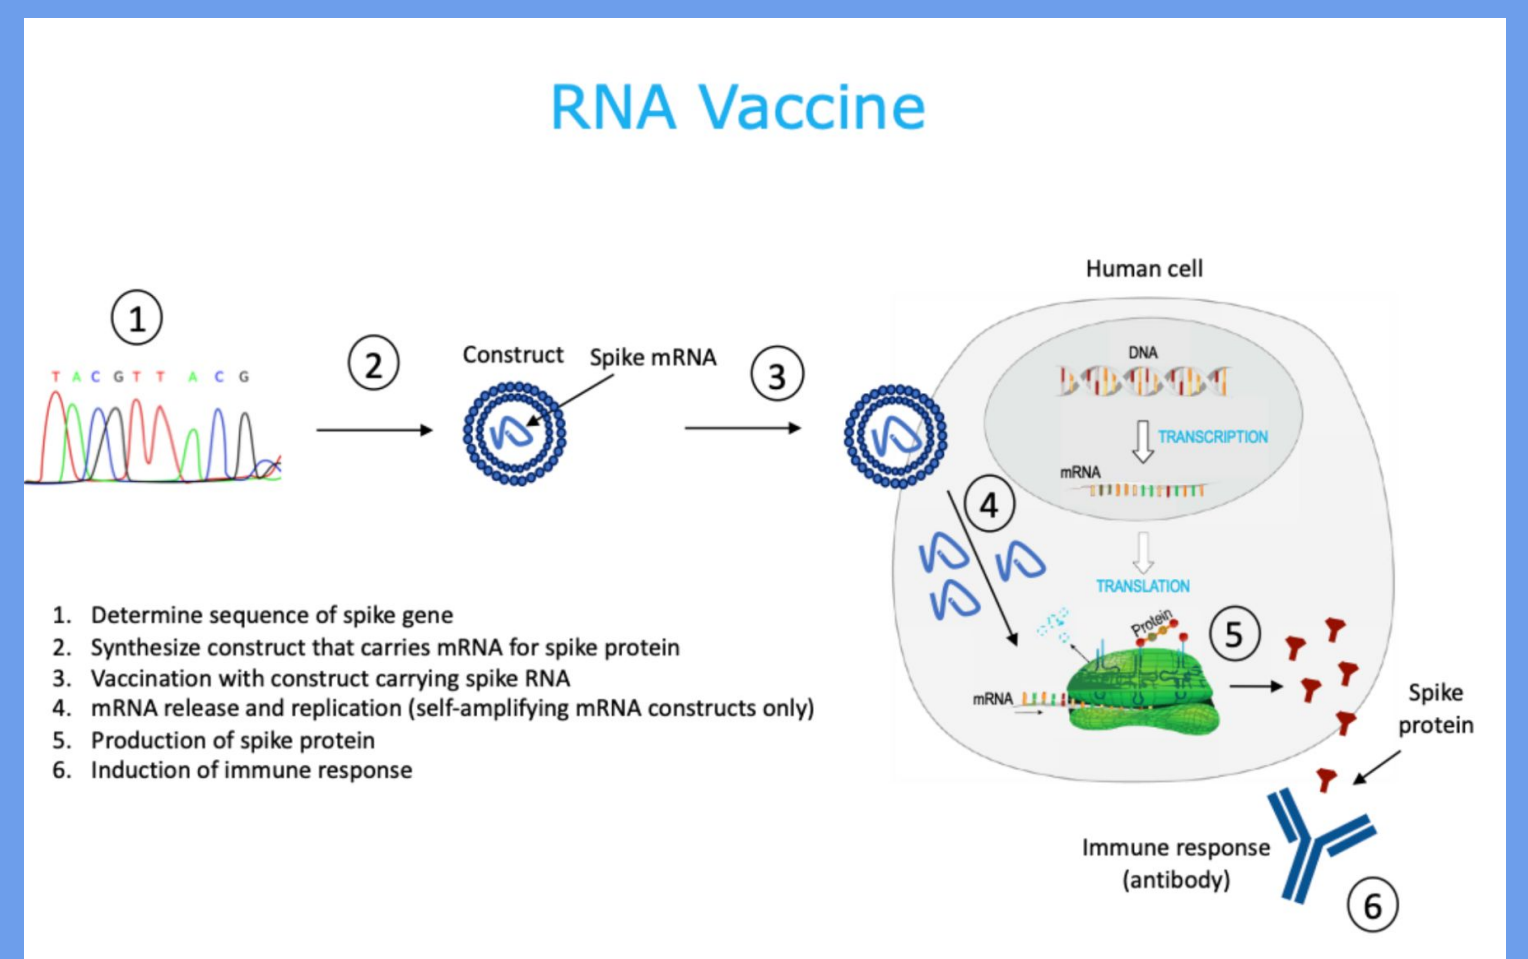 RNA Vaccine
1
T A C G T T A C G
2
Construct
Spike mRNA
3
Human cell
DNA
TRANSCRIPTION
mRNA
4
TRANSLATION
Protein
5
mRNA
Spike
protein
Immune response
(antibody)
6
1. Determine sequence of spike gene
2. Synthesize construct that carries mRNA for spike protein
3. Vaccination with construct carrying spike RNA
4. mRNA release and replication (self-amplifying mRNA constructs only)
5. Production of spike protein
6. Induction of immune response